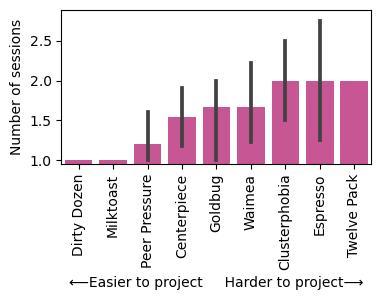 Number of sessions
2.5
2.0
1.5
1.0
Dirty Dozen
Milktoast
Peer Pressure
Centerpiece
Goldbug
Waimea
Clusterphobia
Espresso
Twelve Pack
⟵Easier to project Harder to project⟶